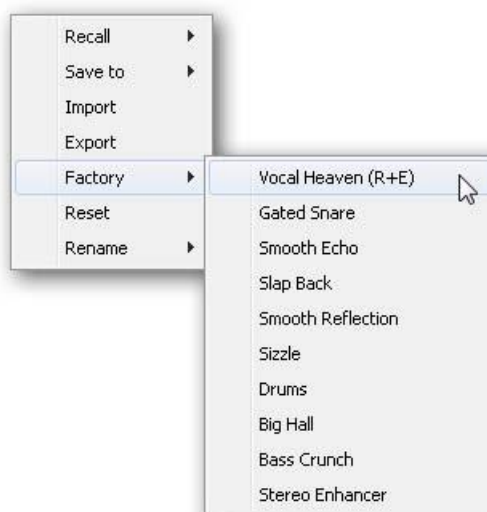 Recall
Save to
Import
Export
Factory
Reset
Rename
Vocal Heaven (R+E)
Gated Snare
Smooth Echo
Slap Back
Smooth Reflection
Sizzle
Drums
Big Hall
Bass Crunch
Stereo Enhancer